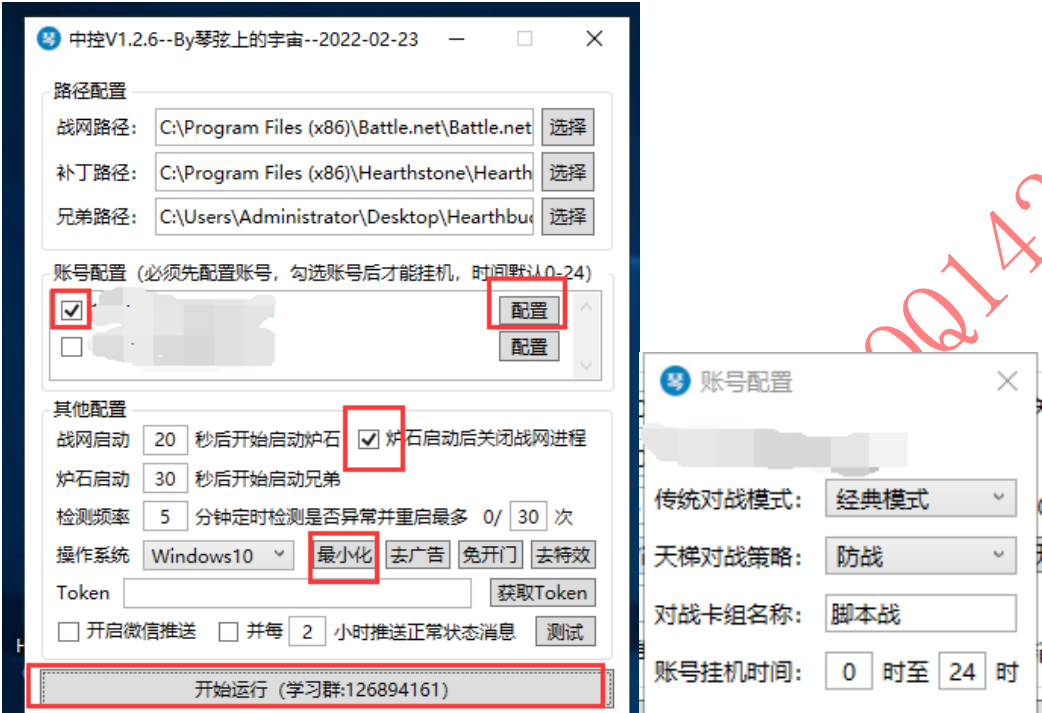 琴 中控V1.2.6--By琴弦上的宇宙--2022-02-23
路径配置
战网路径： C:\Program Files (x86)\Battle.net\Battle.net 选择
补丁路径： C:\Program Files (x86)\Hearthstone\Hearth 选择
兄弟路径： C:\Users\Administrator\Desktop\Hearthbud 选择
账号配置（必须先配置账号，勾选账号后才能挂机，时间默认0-24）
配置
配置
其他配置
战网启动 20 秒后开始启动炉石 炉石启动后关闭战网进程
炉石启动 30 秒后开始启动兄弟
检测频率 5 分钟定时检测是否异常并重启最多 0/ 30 次
操作系统 Windows10 最小化 去广告 免开门 去特效
Token 获取Token
开启微信推送 并每 2 小时推送正常状态消息 测试
开始运行（学习群:126894161）
琴 账号配置
传统对战模式： 经典模式
天梯对战策略： 防战
对战卡组名称： 脚本战
账号挂机时间： 0 时至 24 时
QQ14